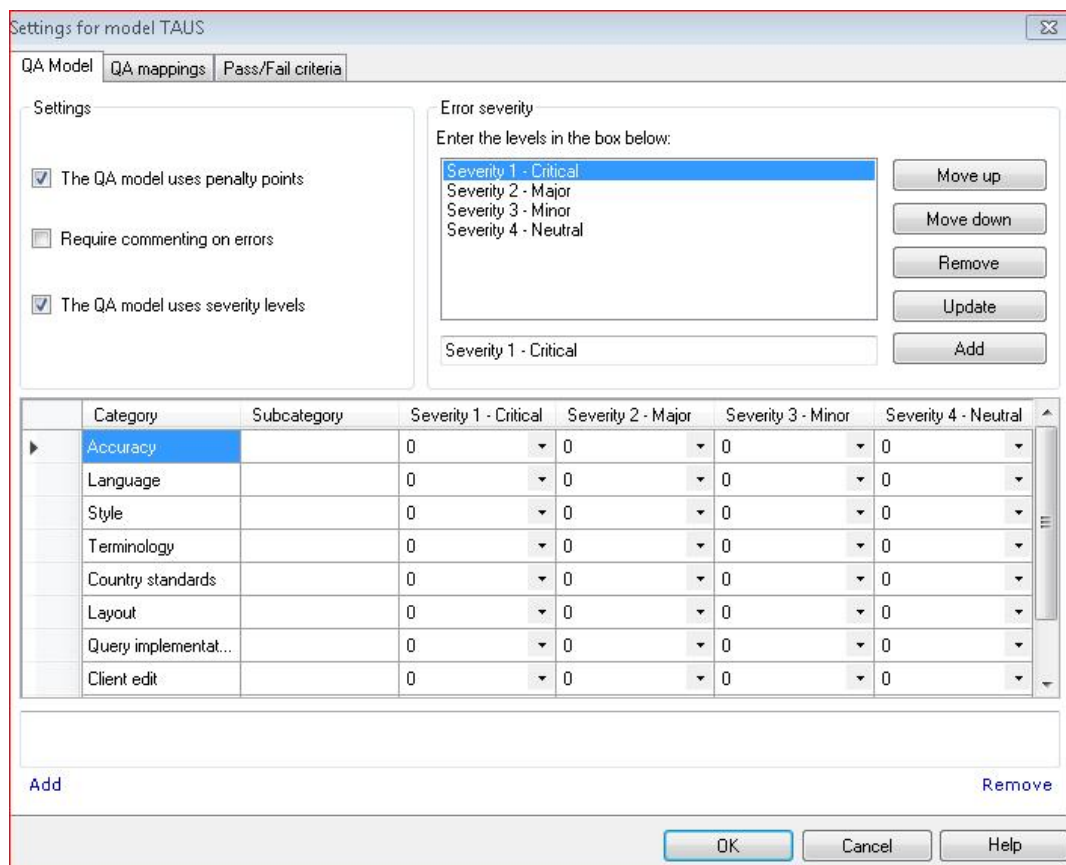 Settings for model TAUS
QA Model QA mappings Pass/Fail criteria
Settings
The QA model uses penalty points
Require commenting on errors
The QA model uses severity levels
Error severity
Enter the levels in the box below:
Severity 1 - Critical
Severity 2 - Major
Severity 3 - Minor
Severity 4 - Neutral
Severity 1 - Critical
Move up
Move down
Remove
Update
Add
Category Subcategory Severity 1 - Critical Severity 2 - Major Severity 3 - Minor Severity 4 - Neutral
Accuracy 0 0 0 0
Language 0 0 0 0
Style 0 0 0 0
Terminology 0 0 0 0
Country standards 0 0 0 0
Layout 0 0 0 0
Query implementat... 0 0 0 0
Client edit 0 0 0 0
Add Remove
OK Cancel Help